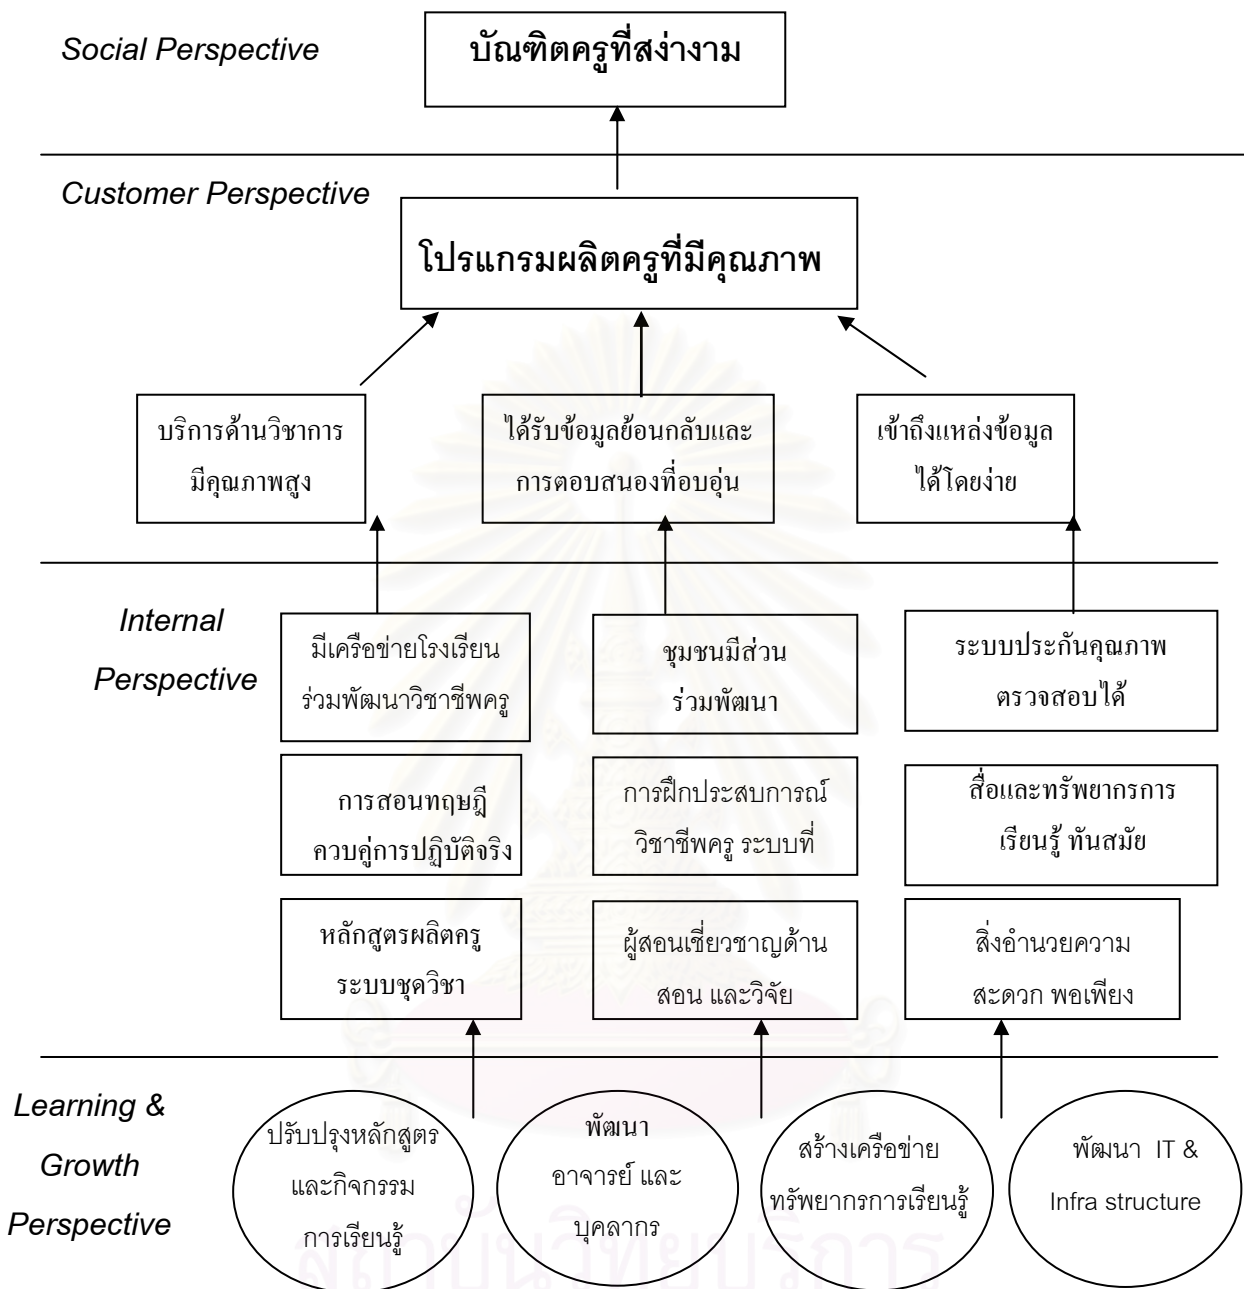 Social Perspective
บัณฑิตครูที่สง่างาม
Customer Perspective
โปรแกรมผลิตครูที่มีคุณภาพ
บริการด้านวิชาการ
มีคุณภาพสูง
ได้รับข้อมูลย้อนกลับและ
การตอบสนองที่อบอุ่น
เข้าถึงแหล่งข้อมูล
ได้โดยง่าย
Internal
Perspective
มีเครือข่ายโรงเรียน
ร่วมพัฒนาวิชาชีพครู
ชุมชนมีส่วน
ร่วมพัฒนา
ระบบประกันคุณภาพ
ตรวจสอบได้
การสอนทฤษฎี
ควบคู่การปฏิบัติจริง
การฝึกประสบการณ์
วิชาชีพครู ระบบที่
สื่อและทรัพยากรการ
เรียนรู้ ทันสมัย
หลักสูตรผลิตครู
ระบบชุดวิชา
ผู้สอนเชี่ยวชาญด้าน
สอน และวิจัย
สิ่งอำนวยความ
สะดวก พอเพียง
Learning &
Growth
Perspective
ปรับปรุงหลักสูตร
และกิจกรรม
การเรียนรู้
พัฒนา
อาจารย์ และ
บุคลากร
สร้างเครือข่าย
ทรัพยากรการเรียนรู้
พัฒนา IT &
Infra structure
สถาบันวิทยบริการ